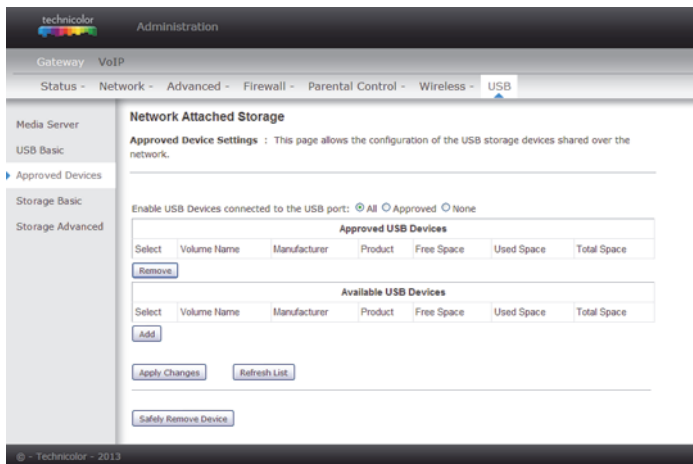 technicolor
Administration
Gateway VoIP
Status - Network - Advanced - Firewall - Parental Control - Wireless - USB
Media Server
USB Basic
Approved Devices
Storage Basic
Storage Advanced
Network Attached Storage
Approved Device Settings : This page allows the configuration of the USB storage devices shared over the
network.
Enable USB Devices connected to the USB port: All Approved None
Approved USB Devices
Select Volume Name Manufacturer Product Free Space Used Space Total Space
Remove
Available USB Devices
Select Volume Name Manufacturer Product Free Space Used Space Total Space
Add
Apply Changes Refresh List
Safely Remove Device
© - Technicolor - 2013